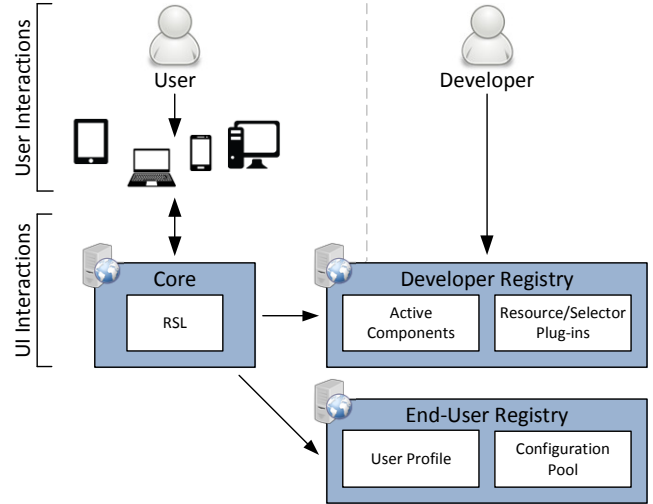 User Interactions
User
Developer
UI Interactions
Core
RSL
Developer Registry
Active
Components
Resource/Selector
Plug-ins
End-User Registry
User Profile
Configuration
Pool